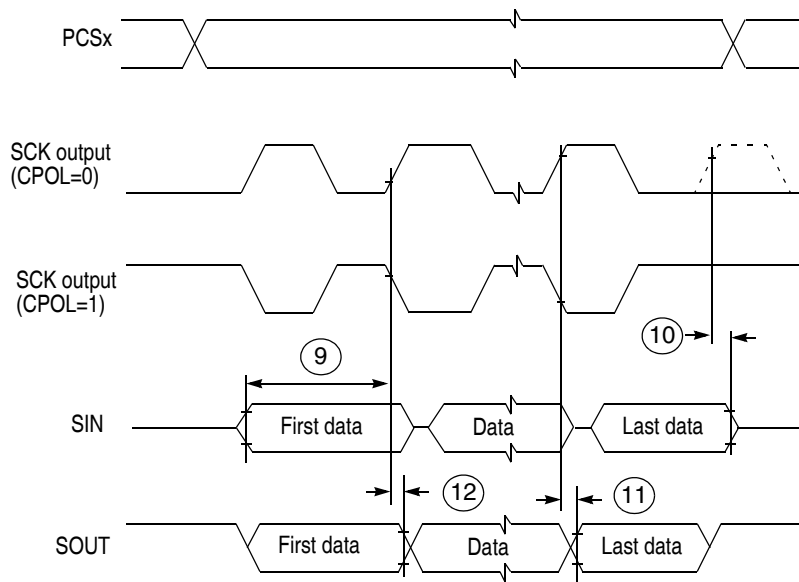 PCSx
SCK output
(CPOL=0)
SCK output
(CPOL=1)
10
9
SIN
First data
Data
Last data
12
11
SOUT
First data
Data
Last data